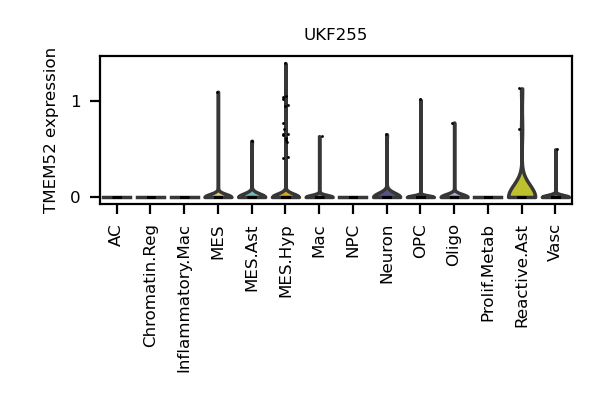 UKF255
TMEM52 expression
1
0
AC
Chromatin.Reg
Inflammatory.Mac
MES
MES.Ast
MES.Hyp
Mac
NPC
Neuron
OPC
Oligo
Prolif.Metab
Reactive.Ast
Vasc